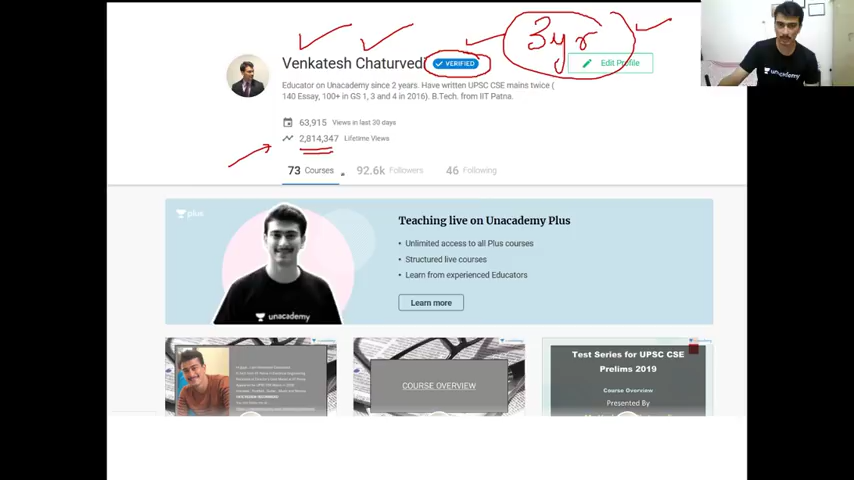 3yr
Venkatesh Chaturvedi VERIFIED
Edit Profile
Educator on Unacademy since 2 years. Have written UPSC CSE mains twice (
140 Essay, 100+ in GS 1, 3 and 4 in 2016). B.Tech. from IIT Patna.
63,915 Views in last 30 days
2,814,347 Lifetime Views
73 Courses 92.6k Followers 46 Following
plus
Teaching live on Unacademy Plus
• Unlimited access to all Plus courses
• Structured live courses
• Learn from experienced Educators
Learn more
unacademy
COURSE OVERVIEW
Test Series for UPSC CSE
Prelims 2019
Course Overview
Presented By
unacademy